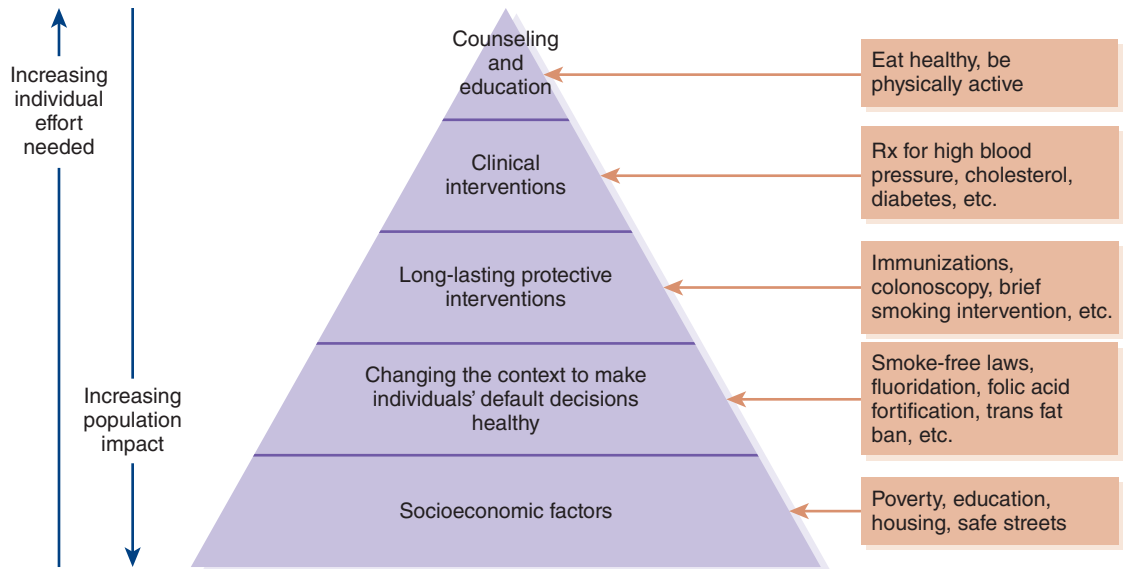 Increasing
individual
effort
needed
Increasing
population
impact
Counseling
and
education
Eat healthy, be
physically active
Clinical
interventions
Rx for high blood
pressure, cholesterol,
diabetes, etc.
Long-lasting protective
interventions
Immunizations,
colonoscopy, brief
smoking intervention, etc.
Changing the context to make
individuals’ default decisions
healthy
Smoke-free laws,
fluoridation, folic acid
fortification, trans fat
ban, etc.
Socioeconomic factors
Poverty, education,
housing, safe streets